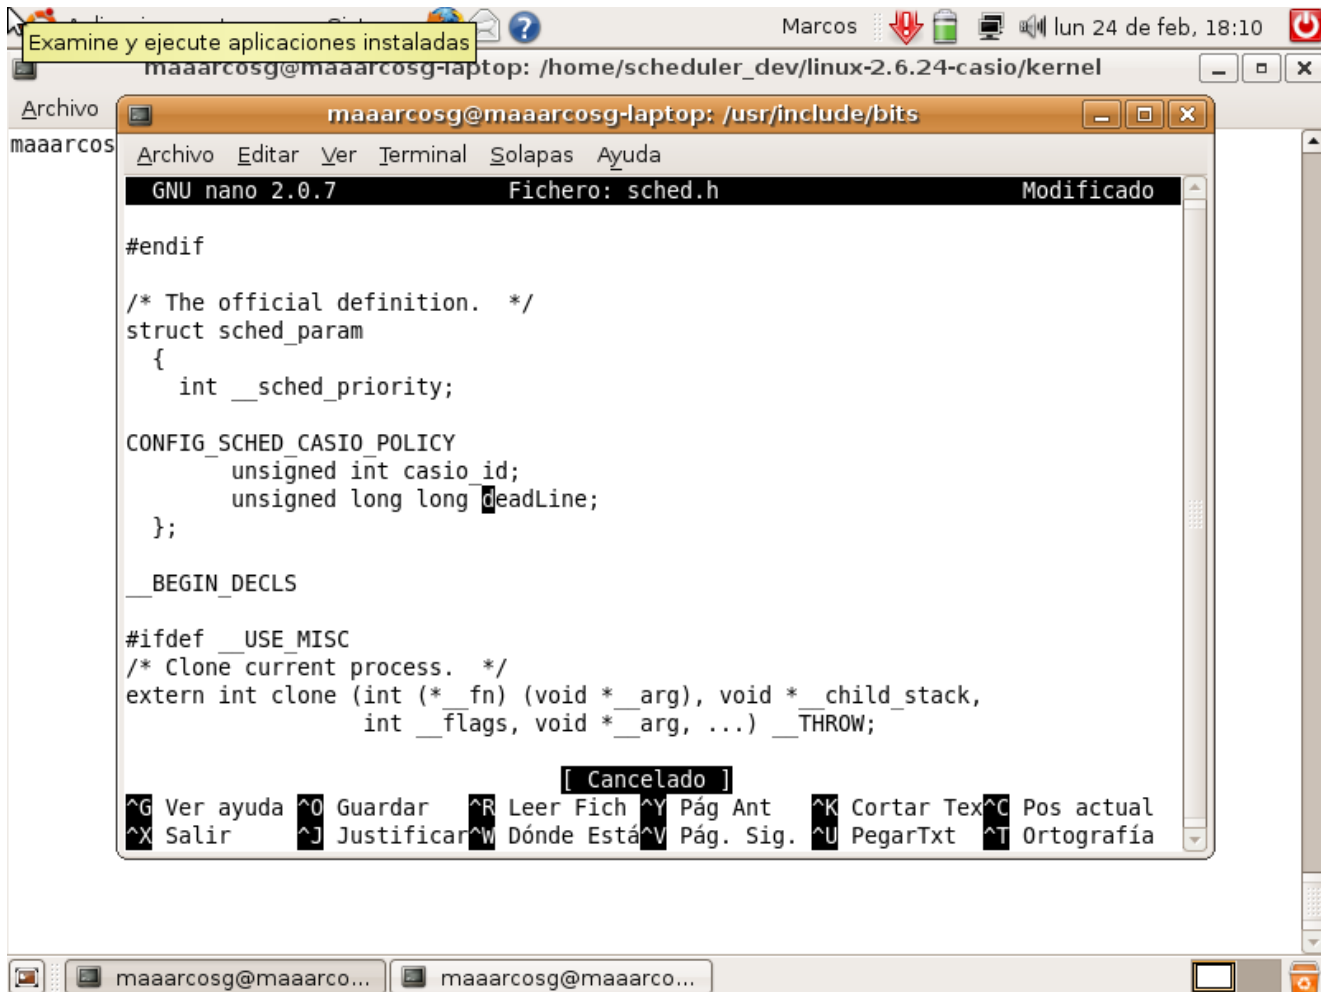 Marcos lun 24 de feb, 18:10
Examine y ejecute aplicaciones instaladas
maaarcosg@maaarcosg-laptop: /home/scheduler_dev/linux-2.6.24-casio/kernel
Archivo
maaarcos
maaarcosg@maaarcosg-laptop: /usr/include/bits
Archivo Editar Ver Terminal Solapas Ayuda
GNU nano 2.0.7 Fichero: sched.h Modificado
#endif
/* The official definition.  */
struct sched_param
  {
    int __sched_priority;
CONFIG_SCHED_CASIO_POLICY
        unsigned int casio_id;
        unsigned long long deadLine;
  };
__BEGIN_DECLS
#ifdef __USE_MISC
/* Clone current process.  */
extern int clone (int (*__fn) (void *__arg), void *__child_stack,
                  int __flags, void *__arg, ...) __THROW;
[ Cancelado ]
^G Ver ayuda ^O Guardar ^R Leer Fich ^Y Pág Ant ^K Cortar Tex ^C Pos actual
^X Salir ^J Justificar ^W Dónde Está ^V Pág. Sig. ^U PegarTxt ^T Ortografía
maaarcosg@maaarco... maaarcosg@maaarco...